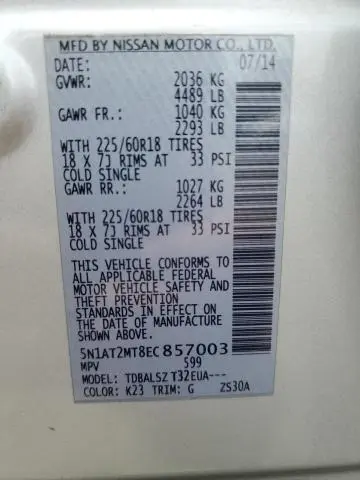 MFD BY NISSAN MOTOR CO., LTD.
DATE: 07/14
GVWR: 2036 KG
4489 LB
GAWR FR.: 1040 KG
2293 LB
WITH 225/60R18 TIRES
18 X 7J RIMS AT 33 PSI
COLD SINGLE
GAWR RR.: 1027 KG
2264 LB
WITH 225/60R18 TIRES
18 X 7J RIMS AT 33 PSI
COLD SINGLE
THIS VEHICLE CONFORMS TO
ALL APPLICABLE FEDERAL
MOTOR VEHICLE SAFETY AND
THEFT PREVENTION
STANDARDS IN EFFECT ON
THE DATE OF MANUFACTURE
SHOWN ABOVE.
5N1AT2MT8EC857003
MPV 599
MODEL: TDBALSZ T32EUA---
COLOR: K23 TRIM: G ZS30A